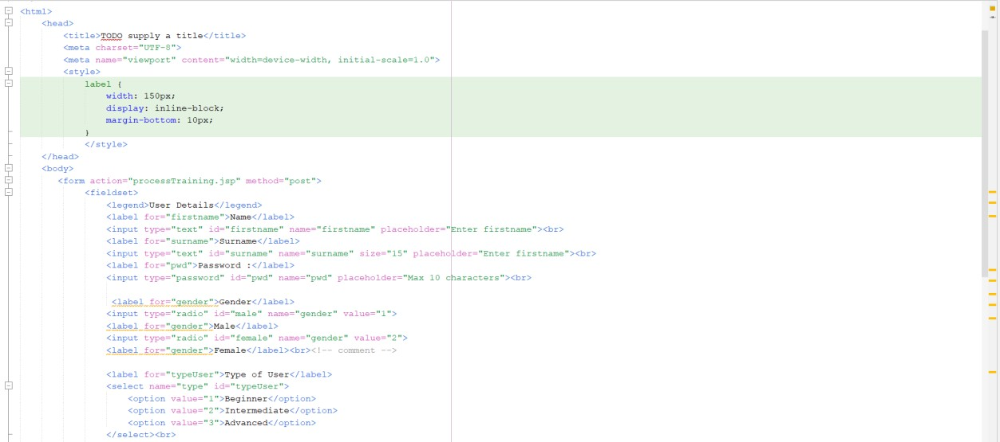 <html>
<head>
<title>TODO supply a title</title>
<meta charset="UTF-8">
<meta name="viewport" content="width=device-width, initial-scale=1.0">
<style>
label {
width: 150px;
display: inline-block;
margin-bottom: 10px;
}
</style>
</head>
<body>
<form action="processTraining.jsp" method="post">
<fieldset>
<legend>User Details</legend>
<label for="firstname">Name</label>
<input type="text" id="firstname" name="firstname" placeholder="Enter firstname"><br>
<label for="surname">Surname</label>
<input type="text" id="surname" name="surname" size="15" placeholder="Enter firstname"><br>
<label for="pwd">Password :</label>
<input type="password" id="pwd" name="pwd" placeholder="Max 10 characters"><br>
<label for="gender">Gender</label>
<input type="radio" id="male" name="gender" value="1">
<label for="gender">Male</label>
<input type="radio" id="female" name="gender" value="2">
<label for="gender">Female</label><br><!-- comment -->
<label for="typeUser">Type of User</label>
<select name="type" id="typeUser">
<option value="1">Beginner</option>
<option value="2">Intermediate</option>
<option value="3">Advanced</option>
</select><br>